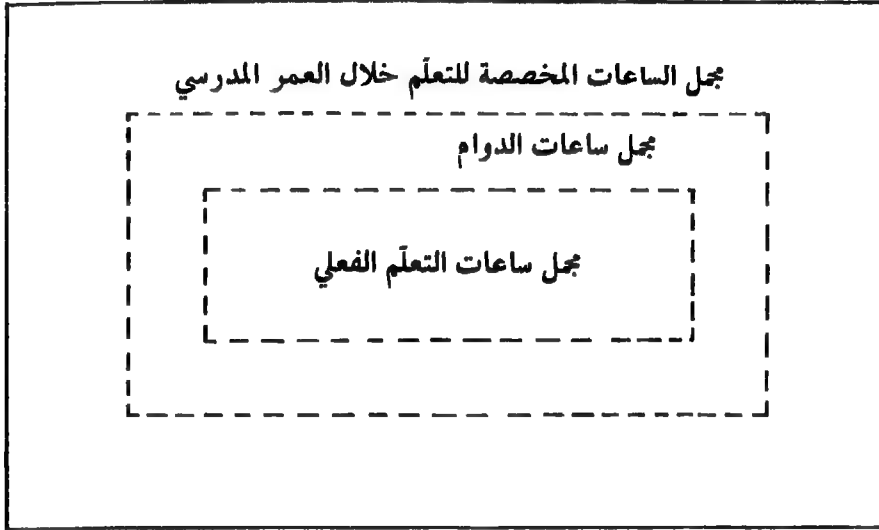 مجمل الساعات المخصصة للتعلّم خلال العمر المدرسي
مجمل ساعات الدوام
مجمل ساعات التعلّم الفعلي